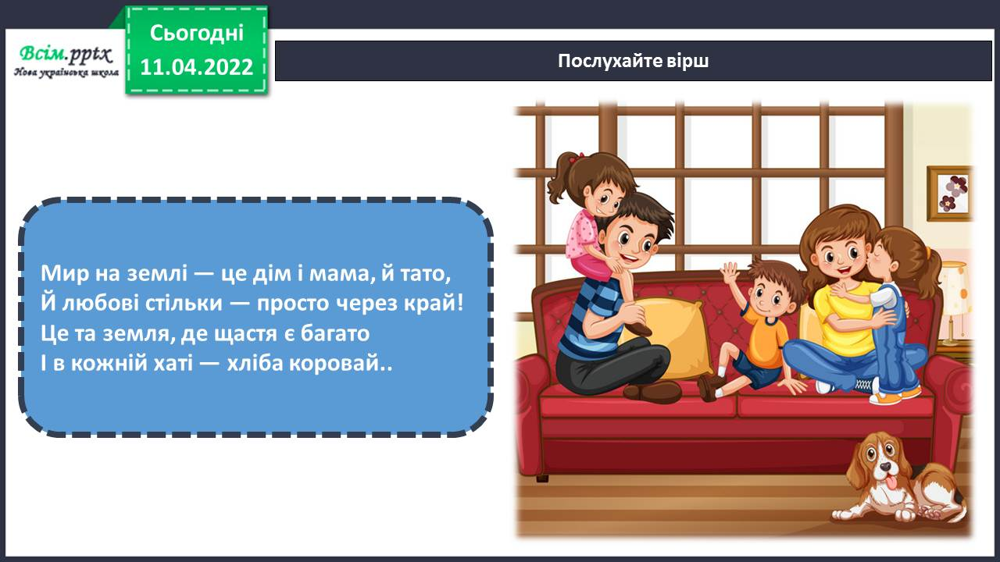 Всім.pptx
Нова українська школа
Сьогодні
11.04.2022
Послухайте вірш
Мир на землі — це дім і мама, й тато,
Й любові стільки — просто через край!
Це та земля, де щастя є багато
І в кожній хаті — хліба коровай..